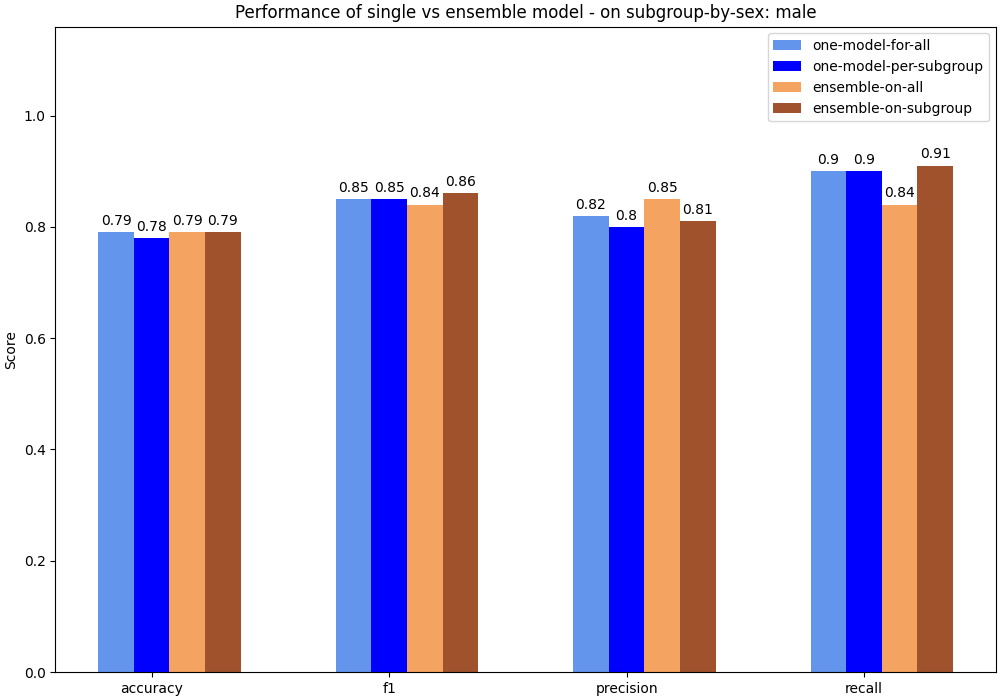 Performance of single vs ensemble model - on subgroup-by-sex: male
one-model-for-all
one-model-per-subgroup
ensemble-on-all
ensemble-on-subgroup
Score
1.0
0.8
0.6
0.4
0.2
0.0
0.79 0.78 0.79 0.79
0.85 0.85 0.84 0.86
0.82 0.8 0.85 0.81
0.9 0.9 0.84 0.91
accuracy f1 precision recall